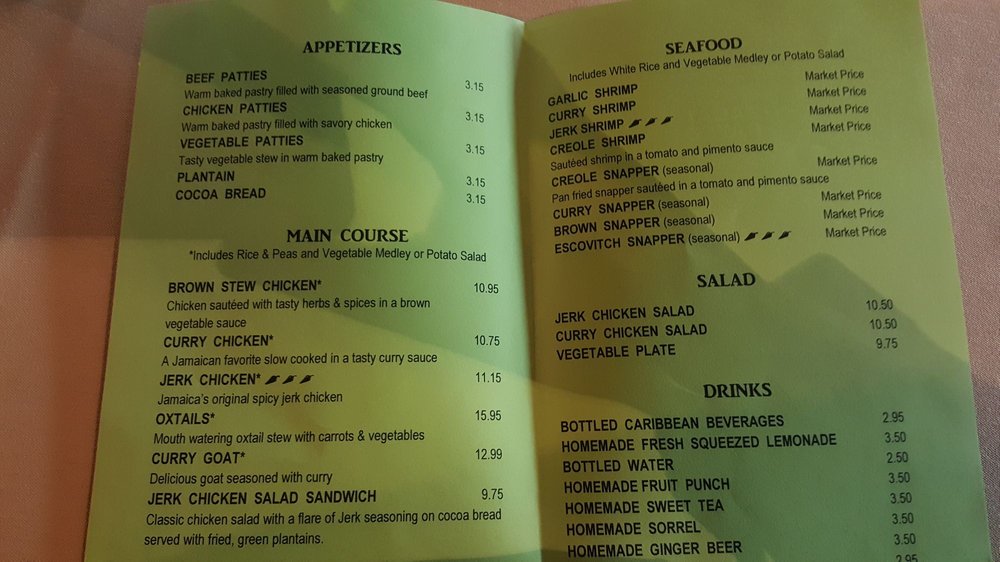 APPETIZERS
BEEF PATTIES 3.15
Warm baked pastry filled with seasoned ground beef
CHICKEN PATTIES 3.15
Warm baked pastry filled with savory chicken
VEGETABLE PATTIES 3.15
Tasty vegetable stew in warm baked pastry
PLANTAIN 3.15
COCOA BREAD 3.15
MAIN COURSE
*Includes Rice & Peas and Vegetable Medley or Potato Salad
BROWN STEW CHICKEN* 10.95
Chicken sautéed with tasty herbs & spices in a brown
vegetable sauce
CURRY CHICKEN* 10.75
A Jamaican favorite slow cooked in a tasty curry sauce
JERK CHICKEN* 11.15
Jamaica's original spicy jerk chicken
OXTAILS* 15.95
Mouth watering oxtail stew with carrots & vegetables
CURRY GOAT* 12.99
Delicious goat seasoned with curry
JERK CHICKEN SALAD SANDWICH 9.75
Classic chicken salad with a flare of Jerk seasoning on cocoa bread
served with fried, green plantains.
SEAFOOD
Includes White Rice and Vegetable Medley or Potato Salad
GARLIC SHRIMP Market Price
CURRY SHRIMP Market Price
JERK SHRIMP Market Price
CREOLE SHRIMP Market Price
Sautéed shrimp in a tomato and pimento sauce
CREOLE SNAPPER (seasonal) Market Price
Pan fried snapper sautéed in a tomato and pimento sauce
CURRY SNAPPER (seasonal) Market Price
BROWN SNAPPER (seasonal) Market Price
ESCOVITCH SNAPPER (seasonal) Market Price
SALAD
JERK CHICKEN SALAD 10.50
CURRY CHICKEN SALAD 10.50
VEGETABLE PLATE 9.75
DRINKS
BOTTLED CARIBBEAN BEVERAGES 2.95
HOMEMADE FRESH SQUEEZED LEMONADE 3.50
BOTTLED WATER 2.50
HOMEMADE FRUIT PUNCH 3.50
HOMEMADE SWEET TEA 3.50
HOMEMADE SORREL 3.50
HOMEMADE GINGER BEER 3.50
2.95